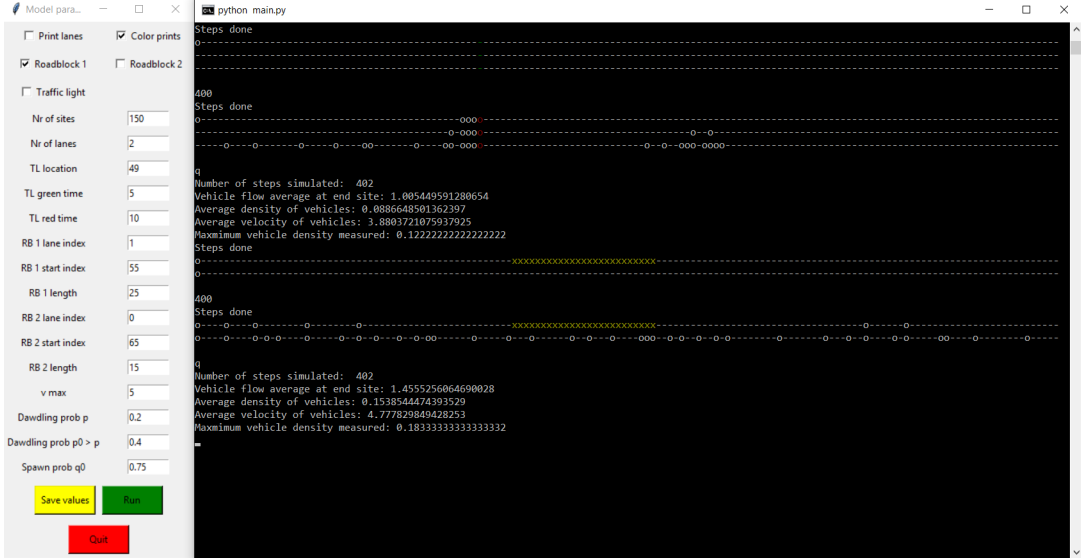 Model para...
Print lanes Color prints
Roadblock 1 Roadblock 2
Traffic light
Nr of sites 150
Nr of lanes 2
TL location 49
TL green time 5
TL red time 10
RB 1 lane index 1
RB 1 start index 55
RB 1 length 25
RB 2 lane index 0
RB 2 start index 65
RB 2 length 15
v max 5
Dawdling prob p 0.2
Dawdling prob p0 > p 0.4
Spawn prob q0 0.75
Save values Run
Quit
python main.py
Steps done
400
Steps done
q
Number of steps simulated: 402
Vehicle flow average at end site: 1.005449591280654
Average density of vehicles: 0.0886648501362397
Average velocity of vehicles: 3.8803721075937925
Maxmimum vehicle density measured: 0.12222222222222222
Steps done
400
Steps done
q
Number of steps simulated: 402
Vehicle flow average at end site: 1.4555256064690028
Average density of vehicles: 0.1538544474393529
Average velocity of vehicles: 4.777829849428253
Maxmimum vehicle density measured: 0.18333333333333332